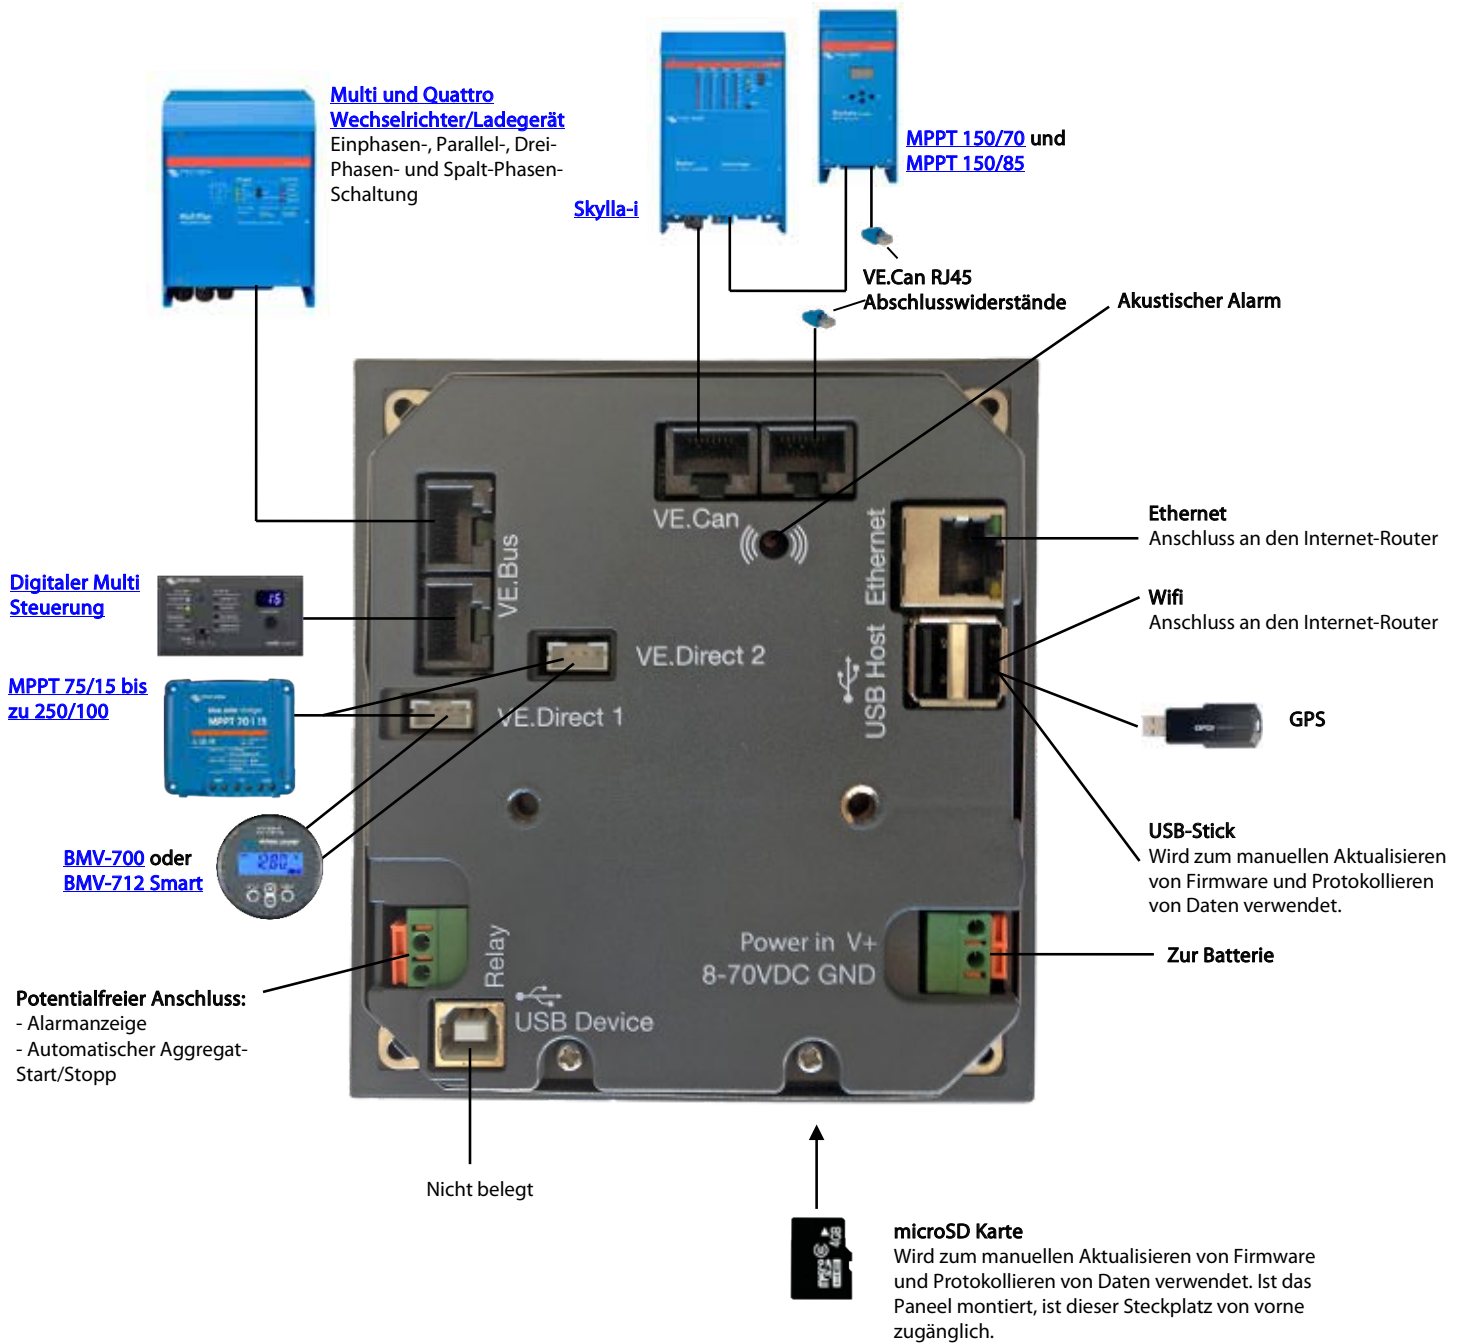 Multi und Quattro
Wechselrichter/Ladegerät
Einphasen-, Parallel-, Drei-
Phasen- und Spalt-Phasen-
Schaltung
Skylla-i
MPPT 150/70 und
MPPT 150/85
VE.Can RJ45
Abschlusswiderstände
Akustischer Alarm
VE.Can
VE.Bus
Ethernet
Ethernet
Anschluss an den Internet-Router
Digitaler Multi
Steuerung
15
Wifi
Anschluss an den Internet-Router
USB Host
VE.Direct 2
MPPT 75/15 bis
zu 250/100
MPPT 70 | 15
VE.Direct 1
GPS
BMV-700 oder
BMV-712 Smart
USB-Stick
Wird zum manuellen Aktualisieren
von Firmware und Protokollieren
von Daten verwendet.
Relay
Power in V+
8-70VDC GND
Zur Batterie
Potentialfreier Anschluss:
- Alarmanzeige
- Automatischer Aggregat-
Start/Stopp
USB Device
Nicht belegt
4GB
microSD Karte
Wird zum manuellen Aktualisieren von Firmware
und Protokollieren von Daten verwendet. Ist das
Paneel montiert, ist dieser Steckplatz von vorne
zugänglich.